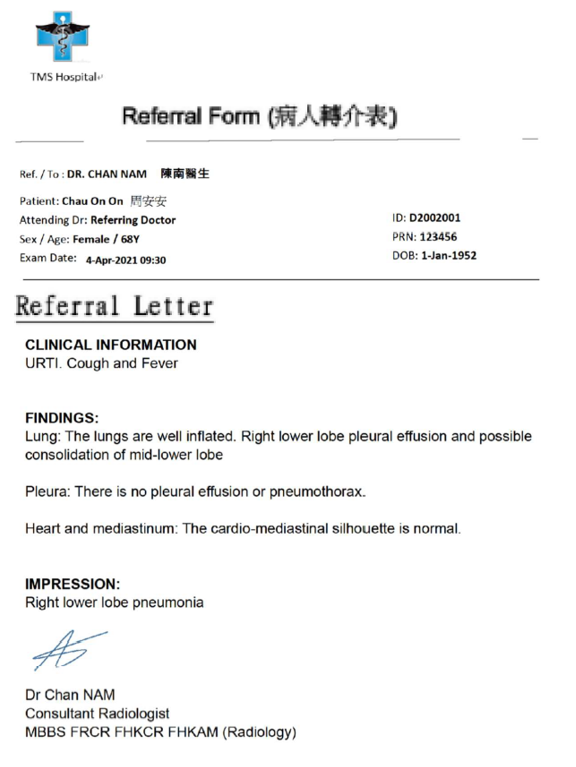 TMS Hospital
Referral Form (病人轉介表)
Ref. / To : DR. CHAN NAM 陳南醫生
Patient: Chau On On 周安安
Attending Dr: Referring Doctor
ID: D2002001
Sex / Age: Female / 68Y
PRN: 123456
Exam Date: 4-Apr-2021 09:30
DOB: 1-Jan-1952
Referral Letter
CLINICAL INFORMATION
URTI. Cough and Fever
FINDINGS:
Lung: The lungs are well inflated. Right lower lobe pleural effusion and possible
consolidation of mid-lower lobe
Pleura: There is no pleural effusion or pneumothorax.
Heart and mediastinum: The cardio-mediastinal silhouette is normal.
IMPRESSION:
Right lower lobe pneumonia
Dr Chan NAM
Consultant Radiologist
MBBS FRCR FHKCR FHKAM (Radiology)